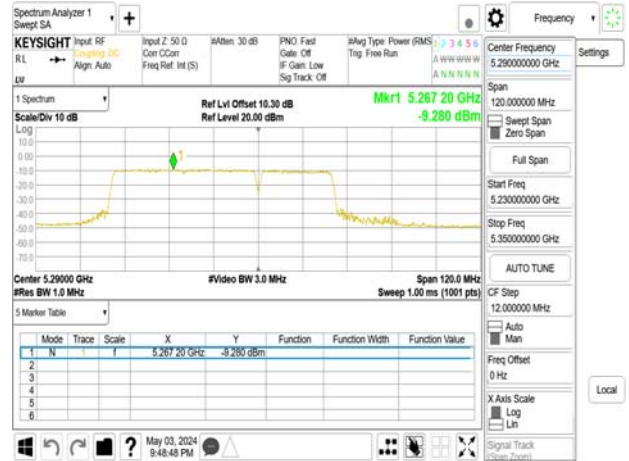 Spectrum Analyzer 1
Swept SA
Frequency
KEYSIGHT
RL
Input: RF
Coupling: DC
Align: Auto
Input Z: 50 Ω
Corr CCorr
Freq Ref: Int (S)
#Atten: 30 dB
PNO: Fast
Gate: Off
IF Gain: Low
Sig Track: Off
#Avg Type: Power (RMS
Trig: Free Run
1 2 3 4 5 6
A W W W W W
A N N N N N
1 Spectrum
Scale/Div 10 dB
Ref Lvl Offset 10.30 dB
Ref Level 20.00 dBm
Mkr1 5.267 20 GHz
-9.280 dBm
Log
10.0
0.00
-10.0
-20.0
-30.0
-40.0
-50.0
-60.0
-70.0
1
Center 5.29000 GHz
#Res BW 1.0 MHz
#Video BW 3.0 MHz
Span 120.0 MHz
Sweep 1.00 ms (1001 pts)
5 Marker Table
Mode Trace Scale X Y Function Function Width Function Value
1 N 1 f 5.267 20 GHz -9.280 dBm
2
3
4
5
6
May 03, 2024
9:48:48 PM
Center Frequency
5.290000000 GHz
Span
120.000000 MHz
Swept Span
Zero Span
Full Span
Start Freq
5.230000000 GHz
Stop Freq
5.350000000 GHz
AUTO TUNE
CF Step
12.000000 MHz
Auto
Man
Freq Offset
0 Hz
X Axis Scale
Log
Lin
Signal Track
(Span Zoom)
Settings
Local